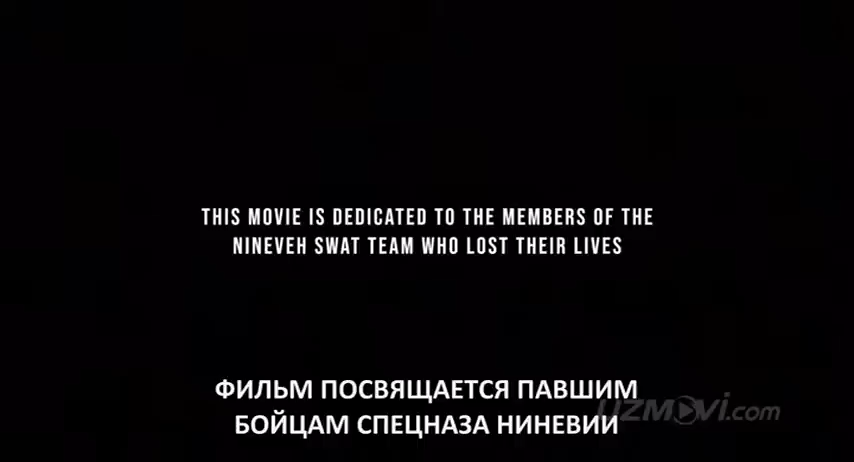 THIS MOVIE IS DEDICATED TO THE MEMBERS OF THE
NINEVEH SWAT TEAM WHO LOST THEIR LIVES
ФИЛЬМ ПОСВЯЩАЕТСЯ ПАВШИМ
БОЙЦАМ СПЕЦНАЗА НИНЕВИИ
UZMOVi.com